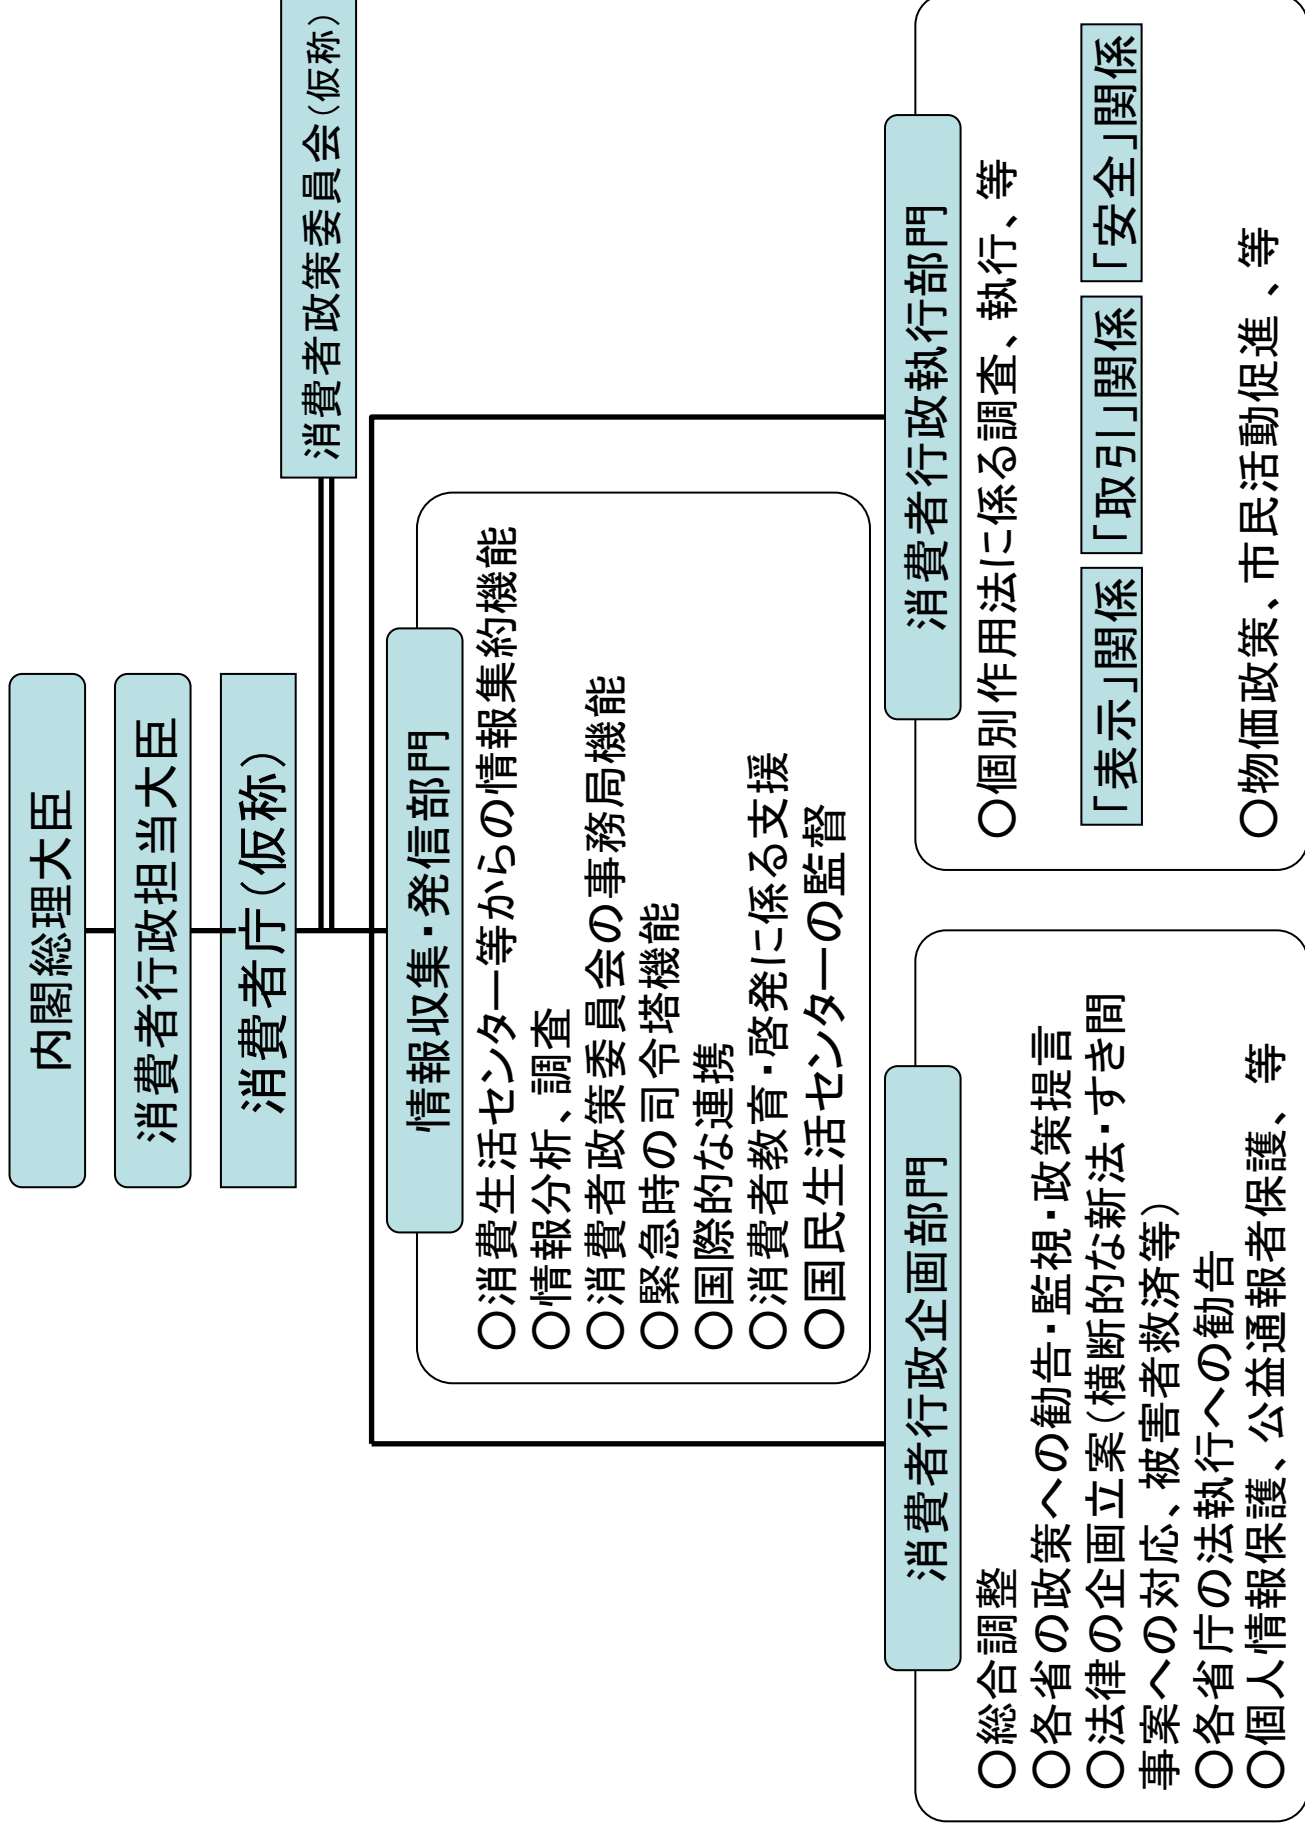 内閣総理大臣
消費者行政担当大臣
消費者庁(仮称)
消費者政策委員会(仮称)
情報収集・発信部門
○消費生活センター等からの情報集約機能
○情報分析、調査
○消費者政策委員会の事務局機能
○緊急時の司令塔機能
○国際的な連携
○消費者教育・啓発に係る支援
○国民生活センターの監督
消費者行政企画部門
○総合調整
○各省の政策への勧告・監視・政策提言
○法律の企画立案(横断的な新法・すき間
事案への対応、被害者救済等)
○各省庁の法執行への勧告
○個人情報保護、公益通報者保護、等
消費者行政執行部門
○個別作用法に係る調査、執行、等
「表示」関係 「取引」関係 「安全」関係
○物価政策、市民活動促進、等